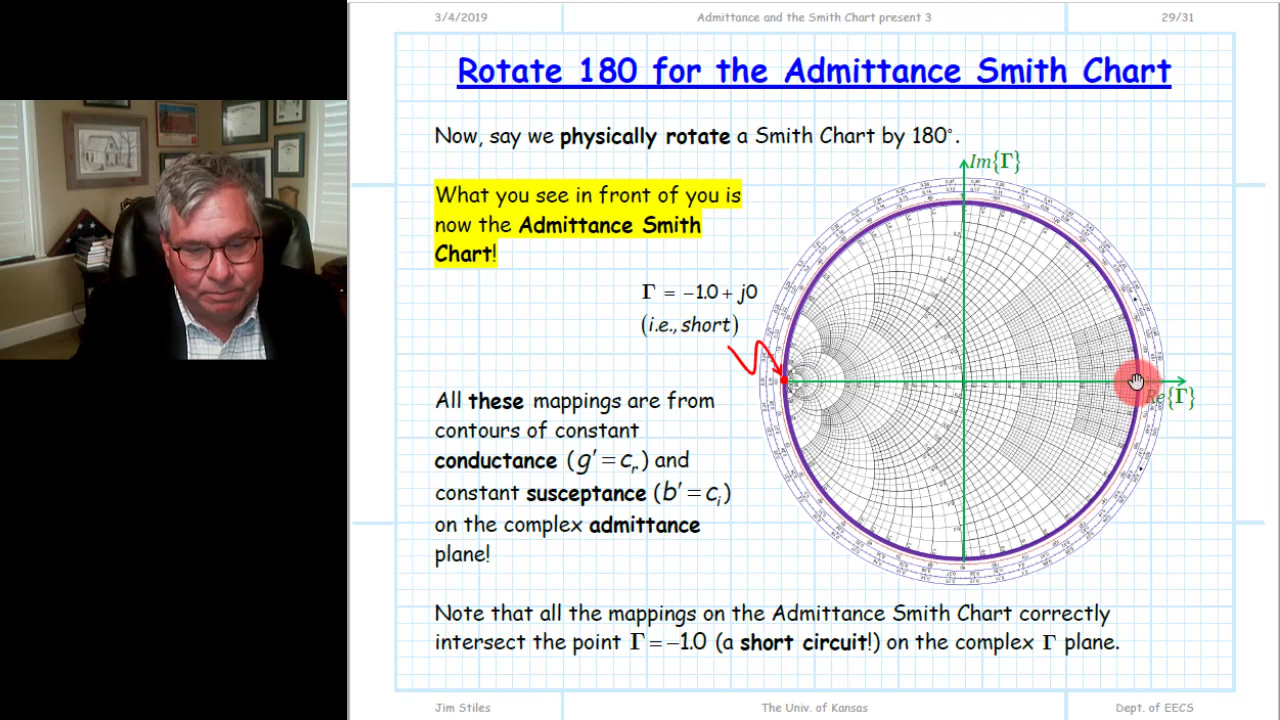 3/4/2019
Admittance and the Smith Chart present 3
29/31
Rotate 180 for the Admittance Smith Chart
Now, say we physically rotate a Smith Chart by 180°.
Im{Γ}
What you see in front of you is
now the Admittance Smith
Chart!
Γ = −1.0 + j0
(i.e., short)
Re{Γ}
All these mappings are from
contours of constant
conductance (g′ = cᵣ) and
constant susceptance (b′ = cᵢ)
on the complex admittance
plane!
Note that all the mappings on the Admittance Smith Chart correctly
intersect the point Γ = −1.0 (a short circuit!) on the complex Γ plane.
Jim Stiles
The Univ. of Kansas
Dept. of EECS